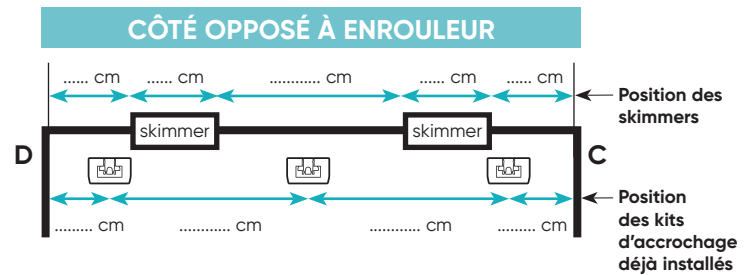 CÔTÉ OPPOSÉ À ENROULEUR
...... cm ...... cm ............ cm ...... cm ...... cm
Position des
skimmers
skimmer skimmer
D C
Position
des kits
d'accrochage
déjà installés
......... cm ............ cm ............ cm ......... cm